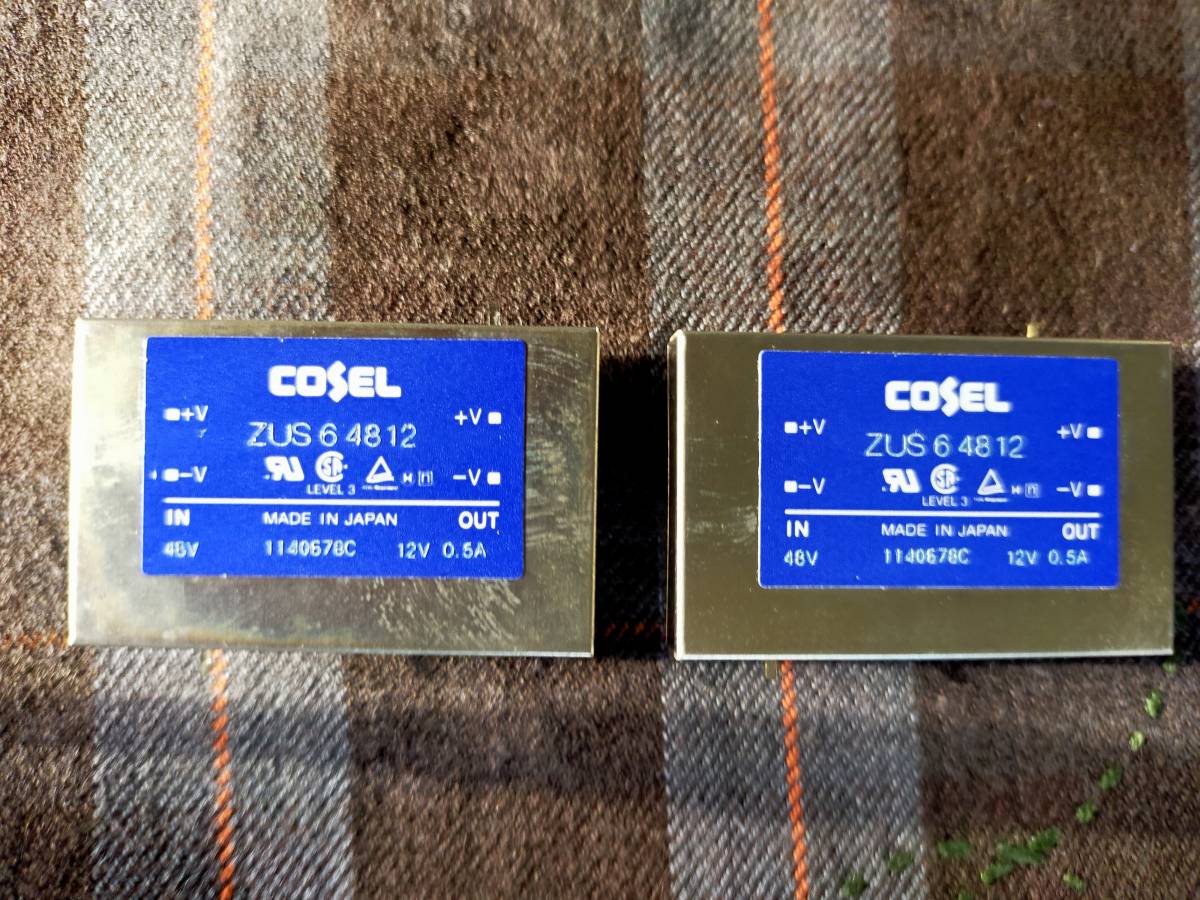 COSEL
+V +V
ZUS 6 48 12
-V -V
LEVEL 3
IN MADE IN JAPAN OUT
48V 1140678C 12V 0.5A
COSEL
+V +V
ZUS 6 48 12
-V -V
LEVEL 3
IN MADE IN JAPAN OUT
48V 1140678C 12V 0.5A